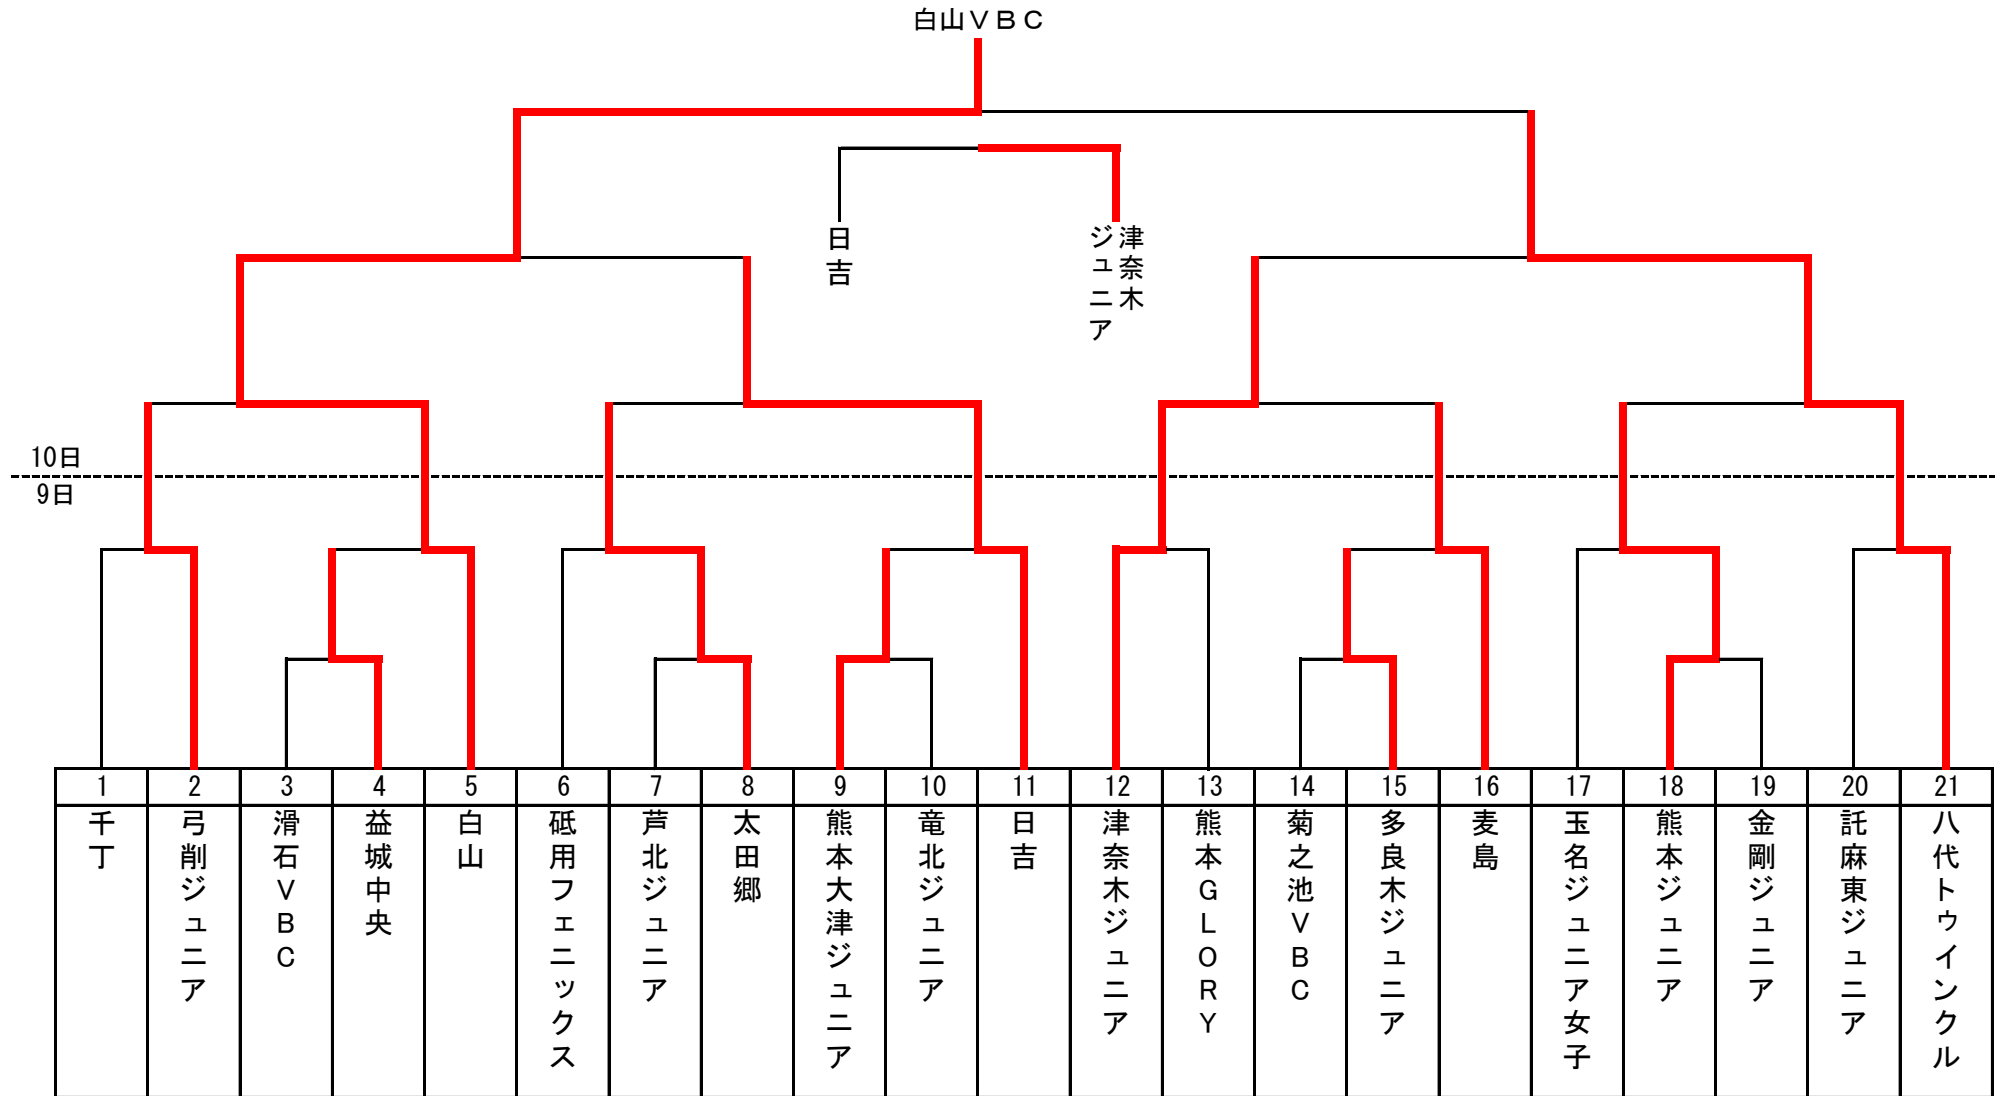 白山ＶＢＣ
日吉
津奈木
ジュニア
10日
9日
1
2
3
4
5
6
7
8
9
10
11
12
13
14
15
16
17
18
19
20
21
千丁
弓削ジュニア
滑石ＶＢＣ
益城中央
白山
砥用フェニックス
芦北ジュニア
太田郷
熊本大津ジュニア
竜北ジュニア
日吉
津奈木ジュニア
熊本ＧＬＯＲＹ
菊之池ＶＢＣ
多良木ジュニア
麦島
玉名ジュニア女子
熊本ジュニア
金剛ジュニア
託麻東ジュニア
八代トゥインクル